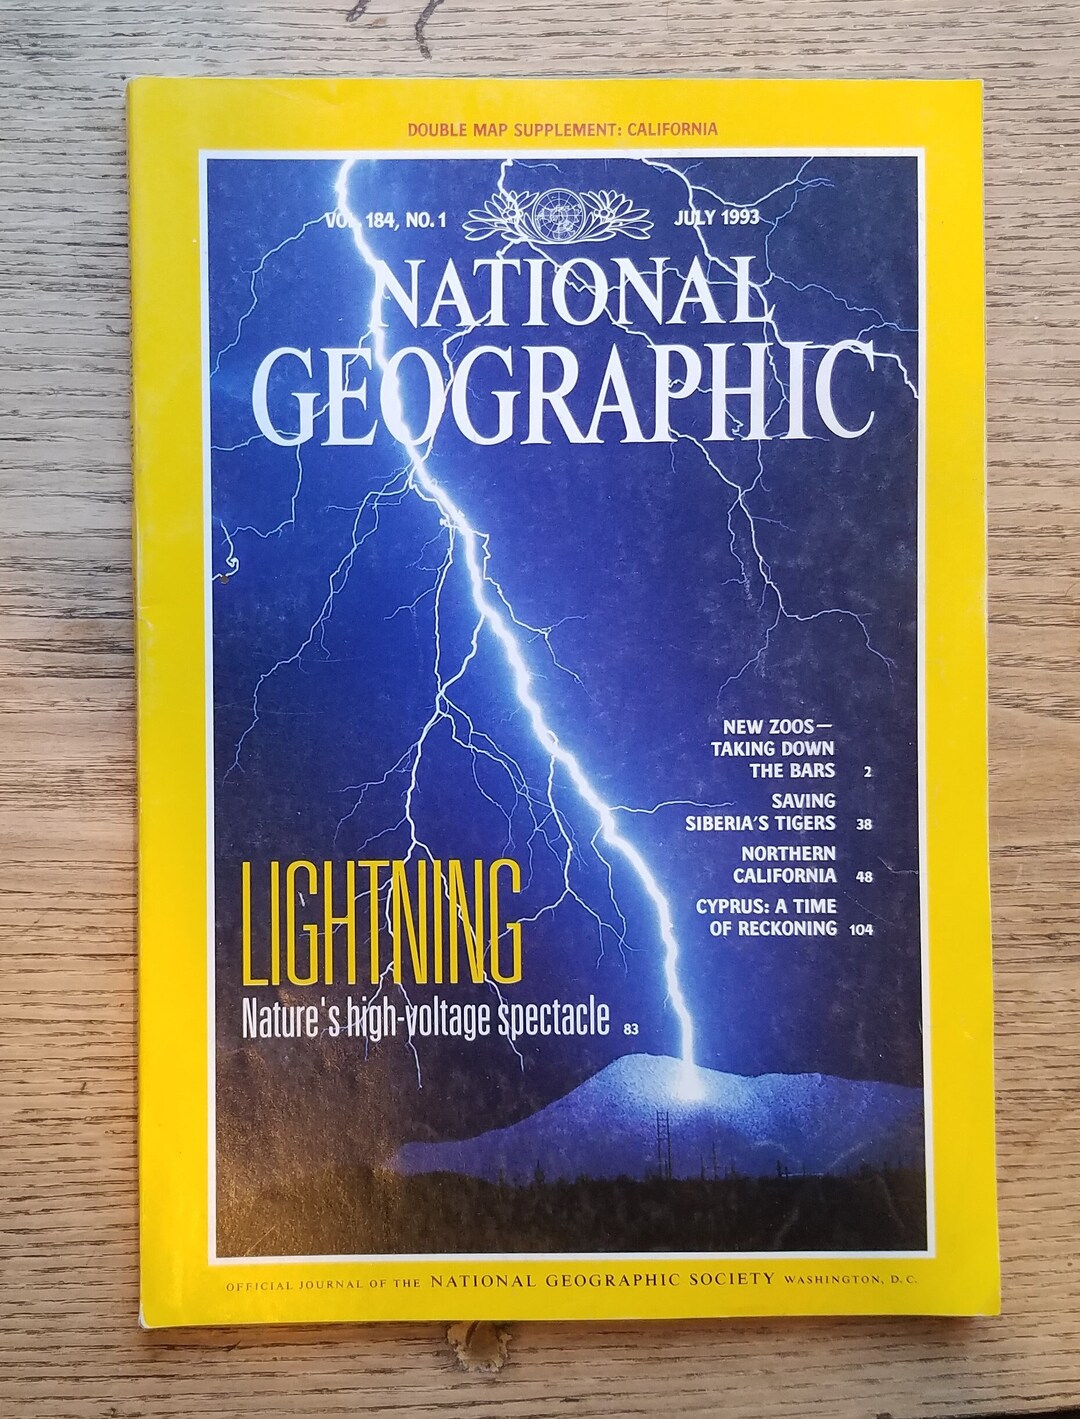 DOUBLE MAP SUPPLEMENT: CALIFORNIA
VOL. 184, NO. 1
JULY 1993
NATIONAL
GEOGRAPHIC
NEW ZOOS—
TAKING DOWN
THE BARS 2
SAVING
SIBERIA'S TIGERS 38
NORTHERN
CALIFORNIA 48
CYPRUS: A TIME
OF RECKONING 104
LIGHTNING
Nature's high-voltage spectacle 83
OFFICIAL JOURNAL OF THE NATIONAL GEOGRAPHIC SOCIETY WASHINGTON, D.C.